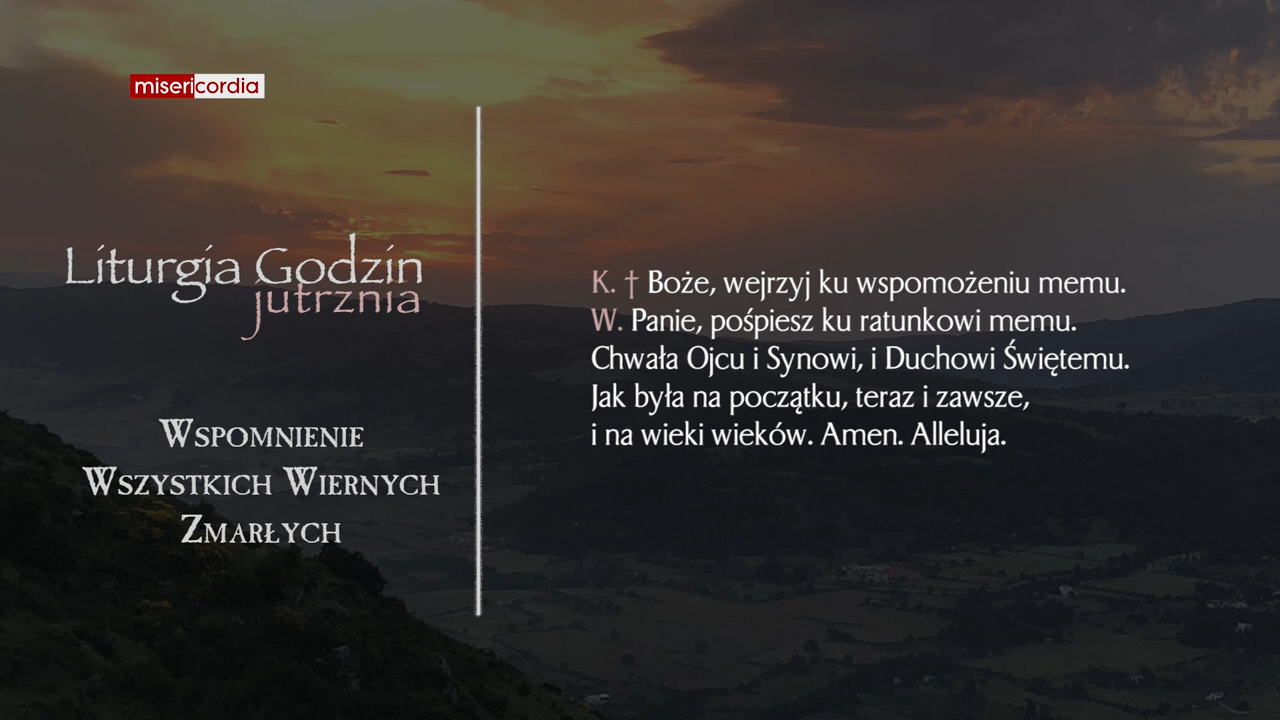 misericordia
Liturgia Godzin
jutrznia
Wspomnienie
Wszystkich Wiernych
Zmarłych
K. † Boże, wejrzyj ku wspomożeniu memu.
W. Panie, pośpiesz ku ratunkowi memu.
Chwała Ojcu i Synowi, i Duchowi Świętemu.
Jak była na początku, teraz i zawsze,
i na wieki wieków. Amen. Alleluja.